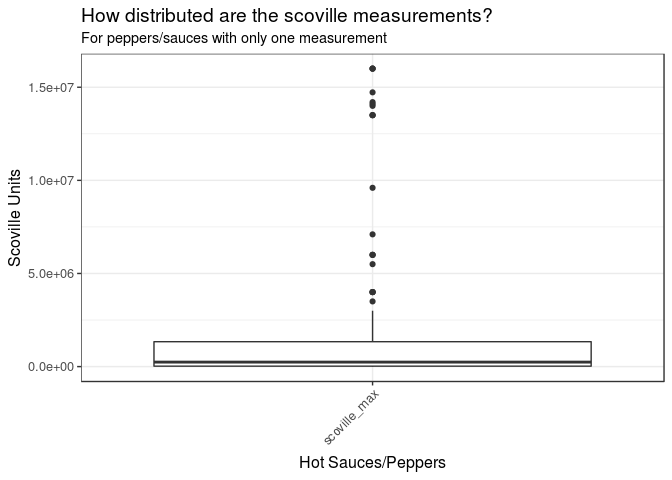 How distributed are the scoville measurements?
For peppers/sauces with only one measurement
Scoville Units
1.5e+07
1.0e+07
5.0e+06
0.0e+00
scoville_max
Hot Sauces/Peppers